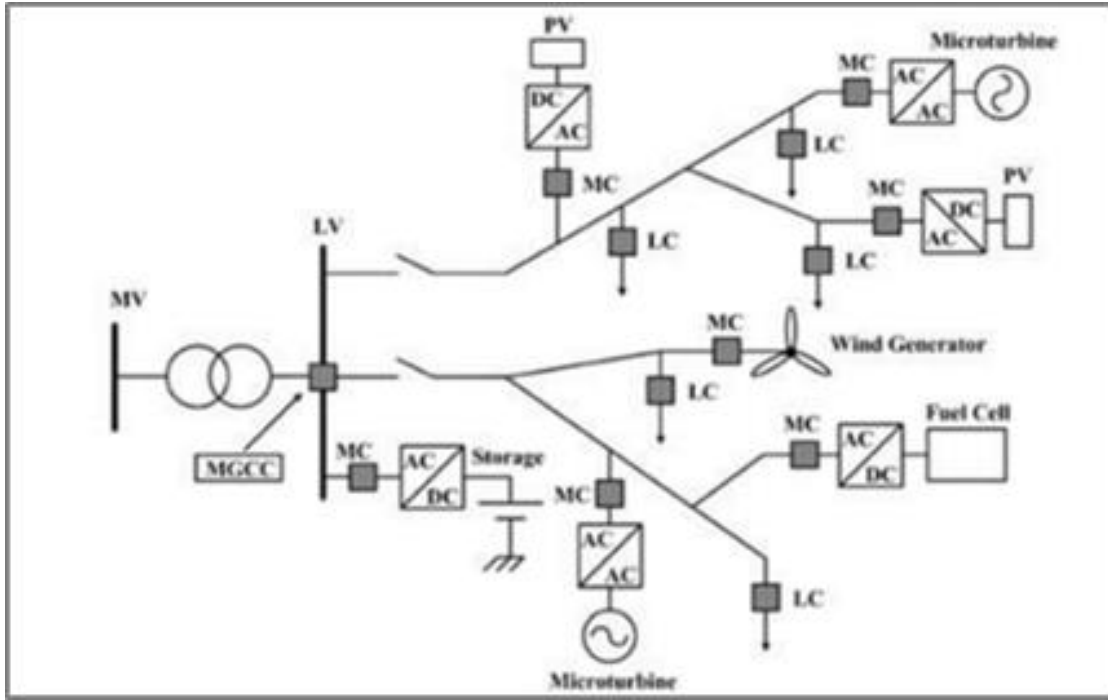 PV
Microturbine
MC
AC
AC
DC
AC
LC
MC
PV
MC
DC
AC
LV
LC
LC
MV
MC
Wind Generator
LC
Fuel Cell
MC
AC
DC
MGCC
MC
AC
DC
Storage
MC
AC
AC
LC
Microturbine